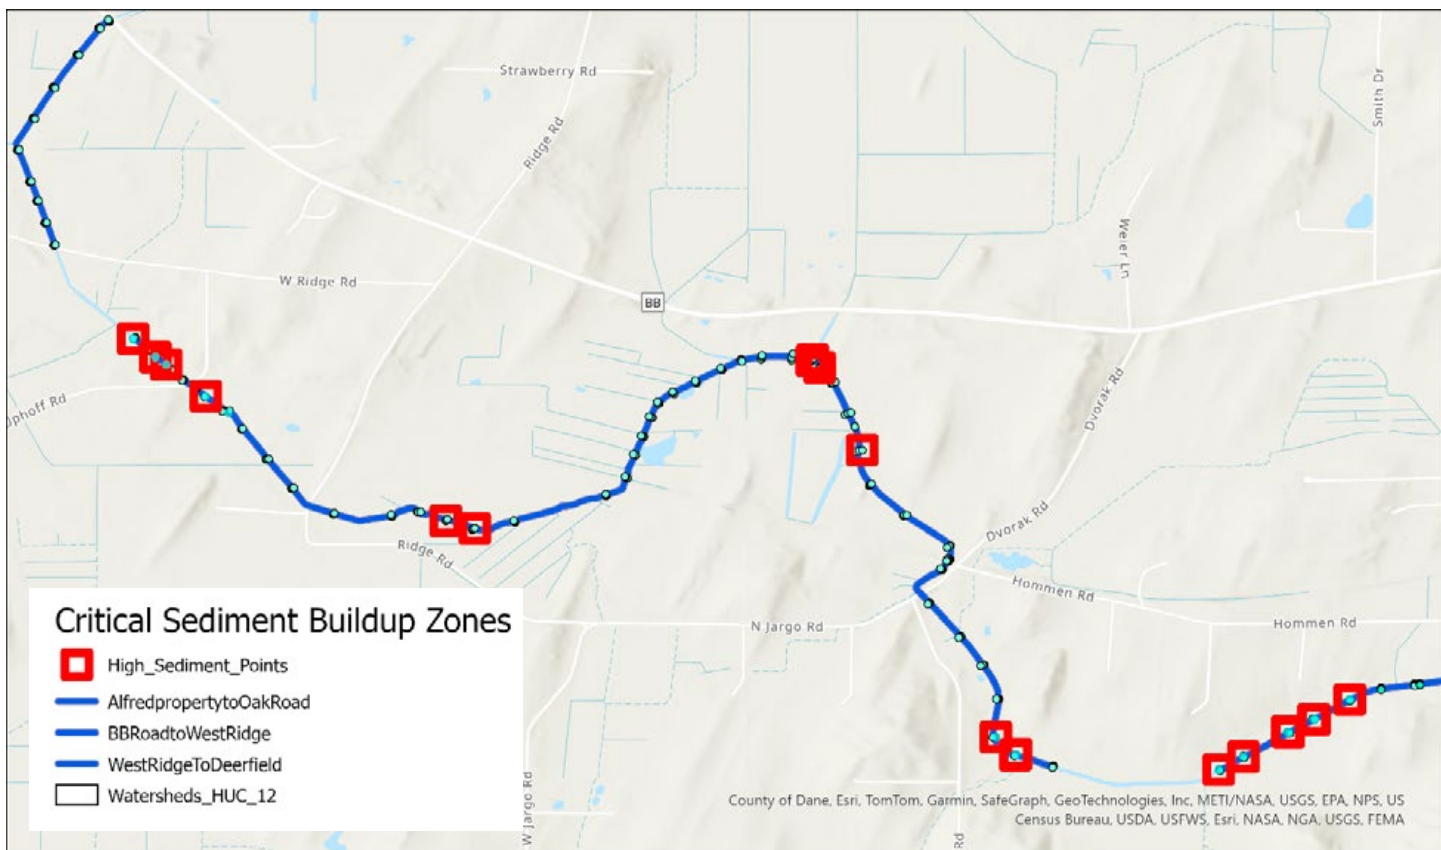 Strawberry Rd
Smith Dr
Ridge Rd
Weier Ln
W Ridge Rd
BB
Dvorak Rd
Uphoff Rd
Dvorak Rd
Ridge Rd
Hommen Rd
N Jargo Rd
Hommen Rd
Critical Sediment Buildup Zones
High_Sediment_Points
AlfredpropertytoOakRoad
BBRoadtoWestRidge
WestRidgeToDeerfield
Watersheds_HUC_12
W Jargo Rd
Rd
County of Dane, Esri, TomTom, Garmin, SafeGraph, GeoTechnologies, Inc, METI/NASA, USGS, EPA, NPS, US
Census Bureau, USDA, USFWS, Esri, NASA, NGA, USGS, FEMA